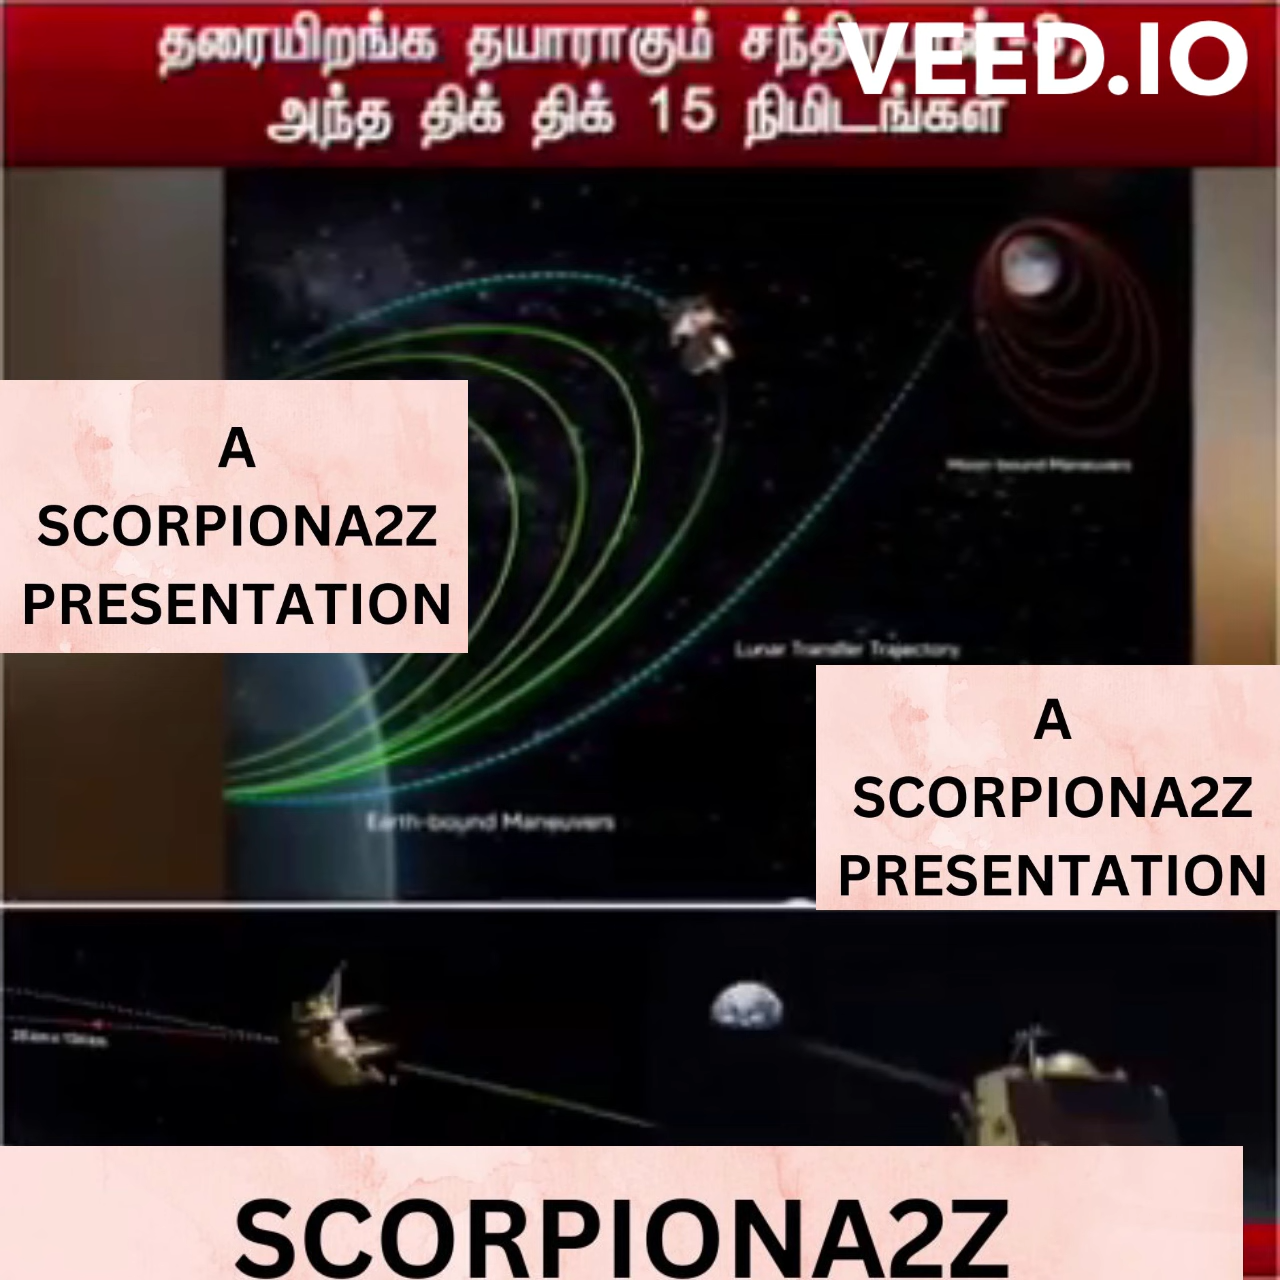 தரையிறங்க தயாராகும்
VEED.IO
அந்த திக் திக் 15 நிமிடங்கள்
A
SCORPIONA2Z
PRESENTATION
Moon-bound Maneuvers
Lunar Transfer Trajectory
A
SCORPIONA2Z
PRESENTATION
Earth-bound Maneuvers
SCORPIONA2Z